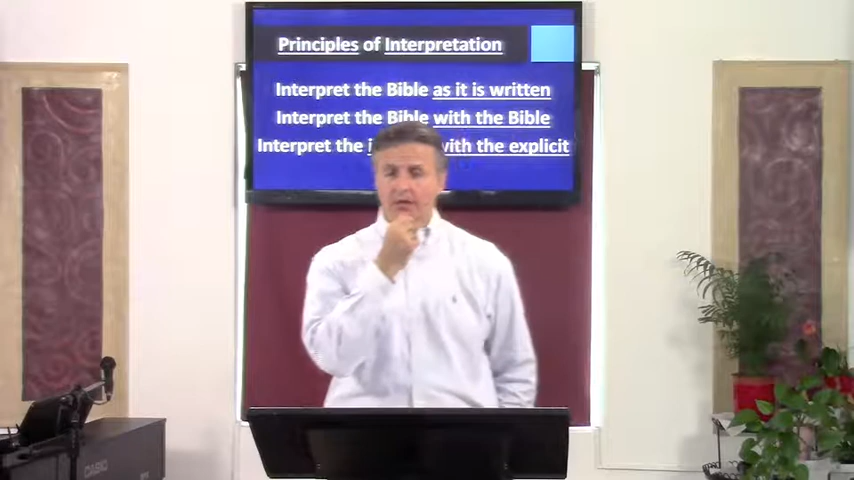 Principles of Interpretation
Interpret the Bible as it is written
Interpret the Bible with the Bible
Interpret the with the explicit
CASIO